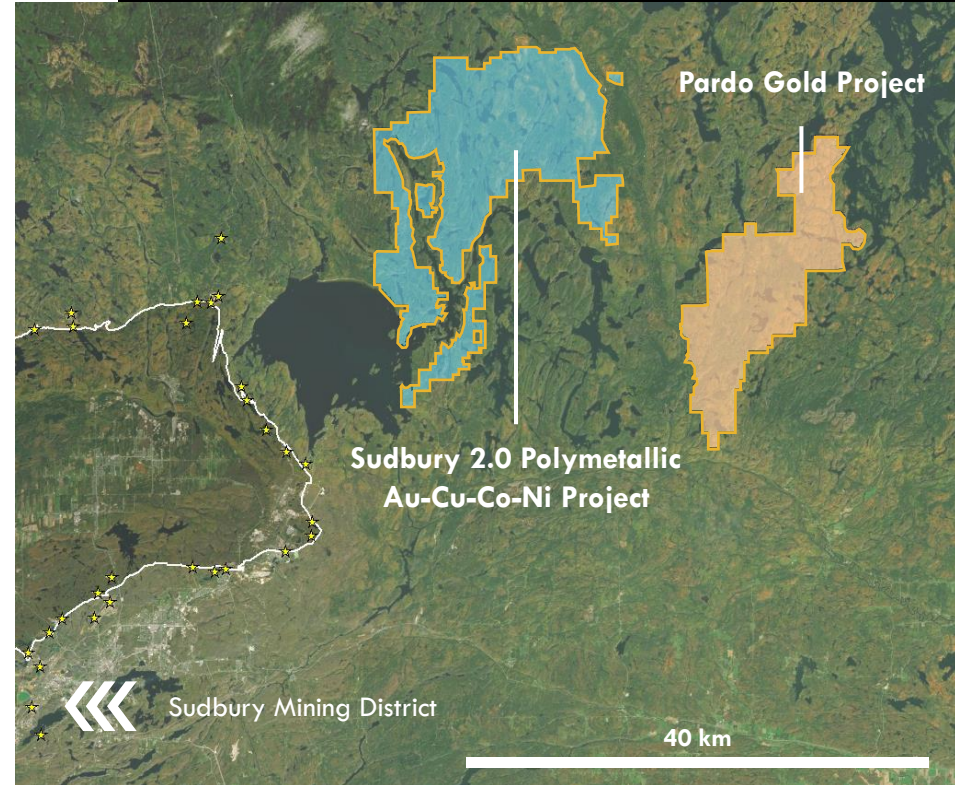 Pardo Gold Project
Sudbury 2.0 Polymetallic
Au-Cu-Co-Ni Project
Sudbury Mining District
40 km